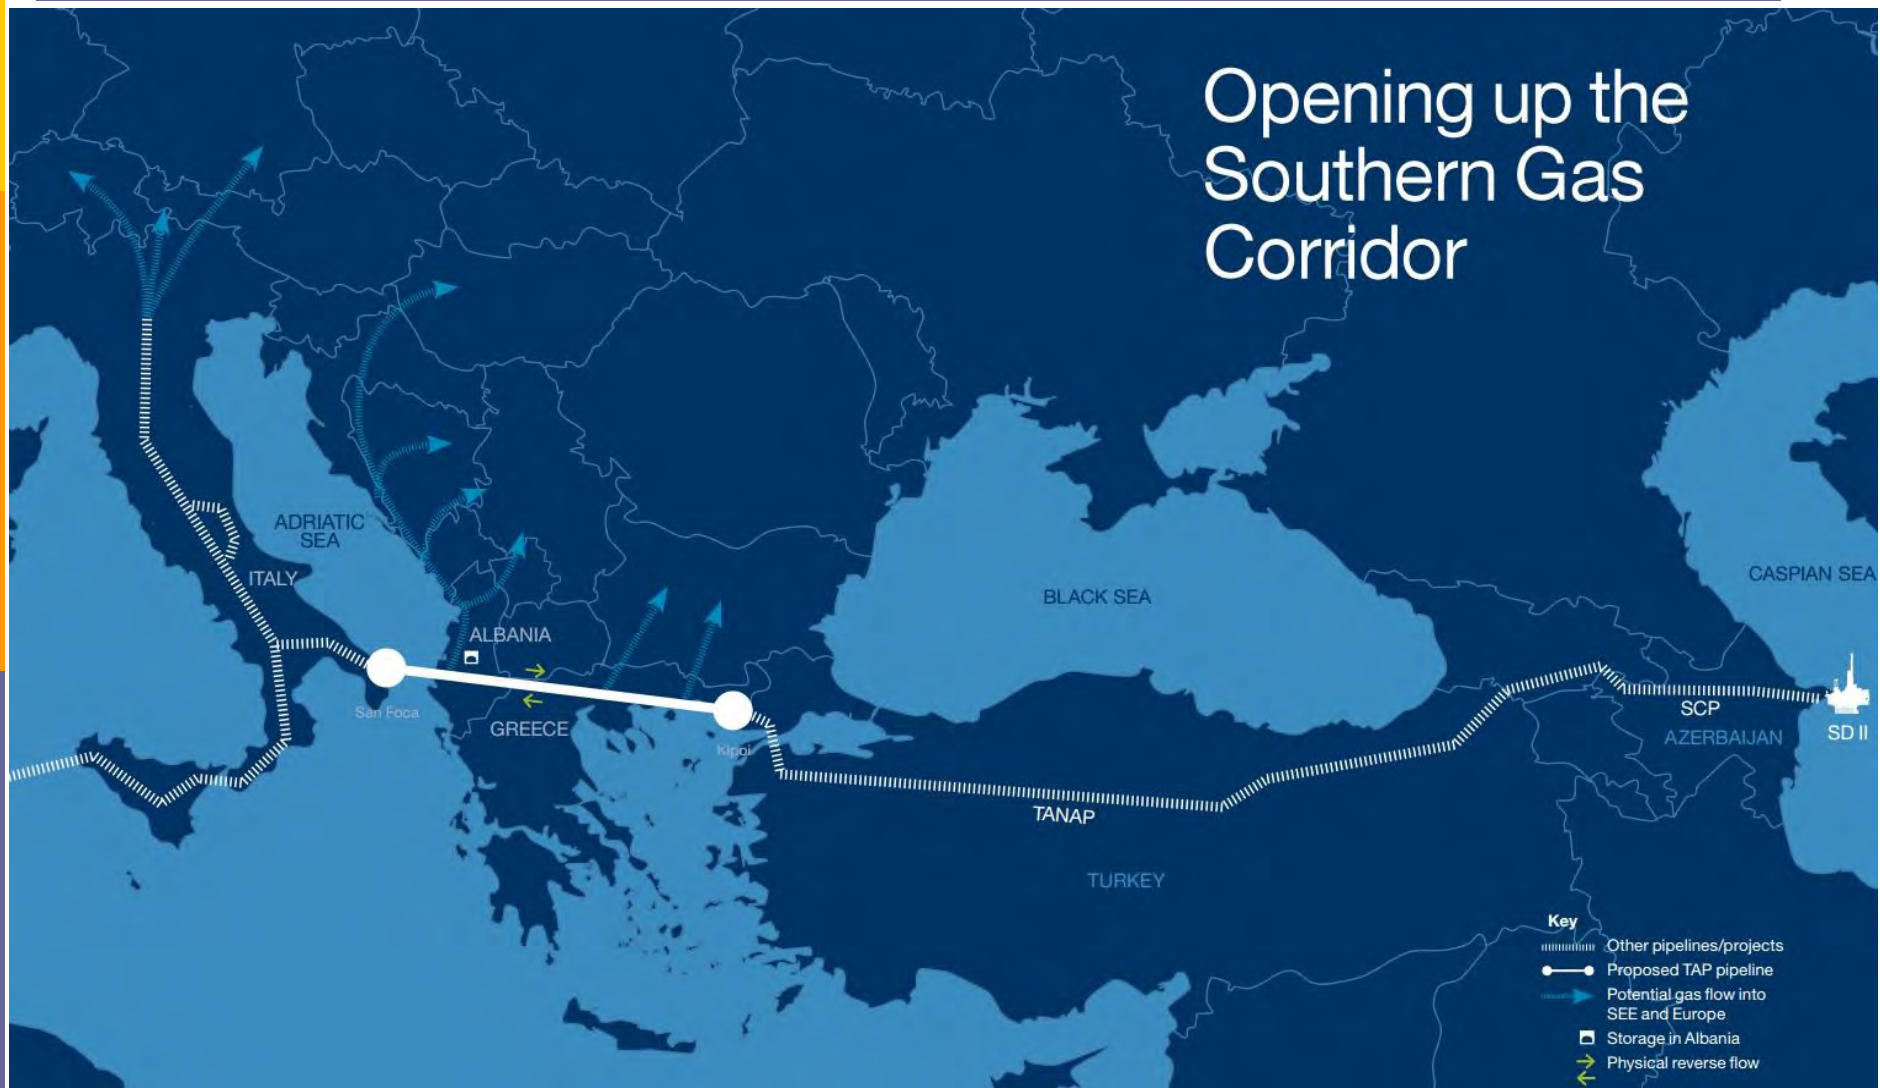 Opening up the
Southern Gas
Corridor
ADRIATIC
SEA
ITALY
ALBANIA
San Foca
GREECE
Kipoi
BLACK SEA
CASPIAN SEA
SCP
AZERBAIJAN
SD II
TANAP
TURKEY
Key
Other pipelines/projects
Proposed TAP pipeline
Potential gas flow into
SEE and Europe
Storage in Albania
Physical reverse flow